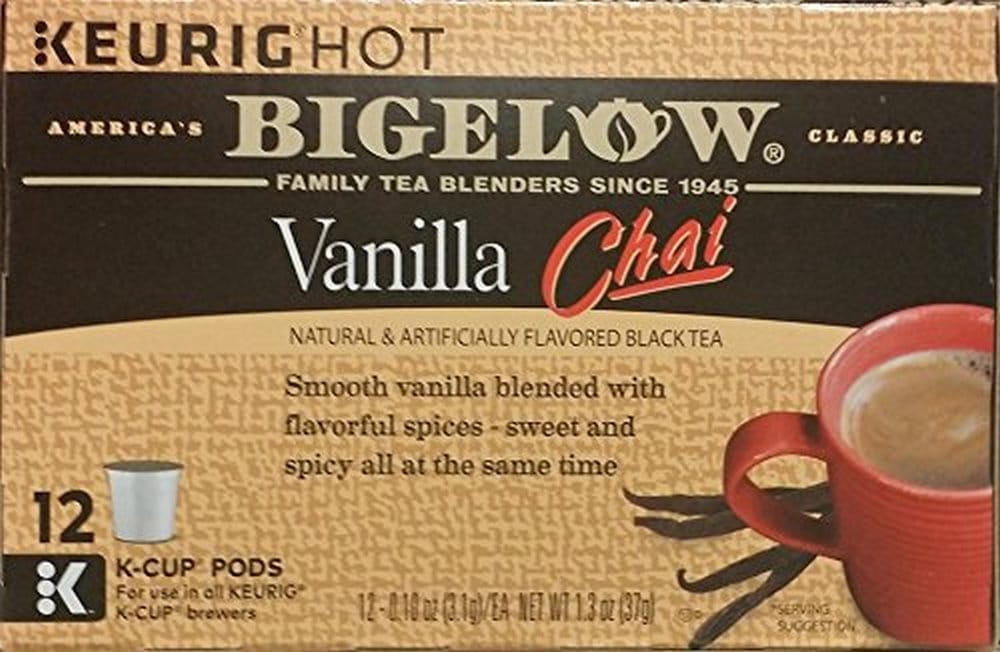 KEURIG® HOT
AMERICA'S BIGELOW® CLASSIC
FAMILY TEA BLENDERS SINCE 1945
Vanilla Chai
NATURAL & ARTIFICIALLY FLAVORED BLACK TEA
Smooth vanilla blended with
flavorful spices - sweet and
spicy all at the same time
12
K-CUP® PODS
For use in all KEURIG®
K-CUP® brewers
K™
12 - 0.10 oz (3.1g)/EA NET WT 1.3 oz (37g)
*SERVING
SUGGESTION